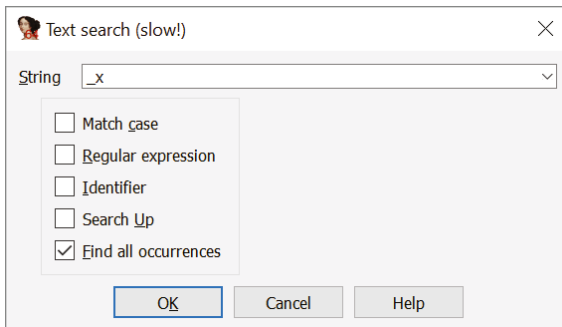 Text search (slow!)
String _x
Match case
Regular expression
Identifier
Search Up
Find all occurrences
OK Cancel Help